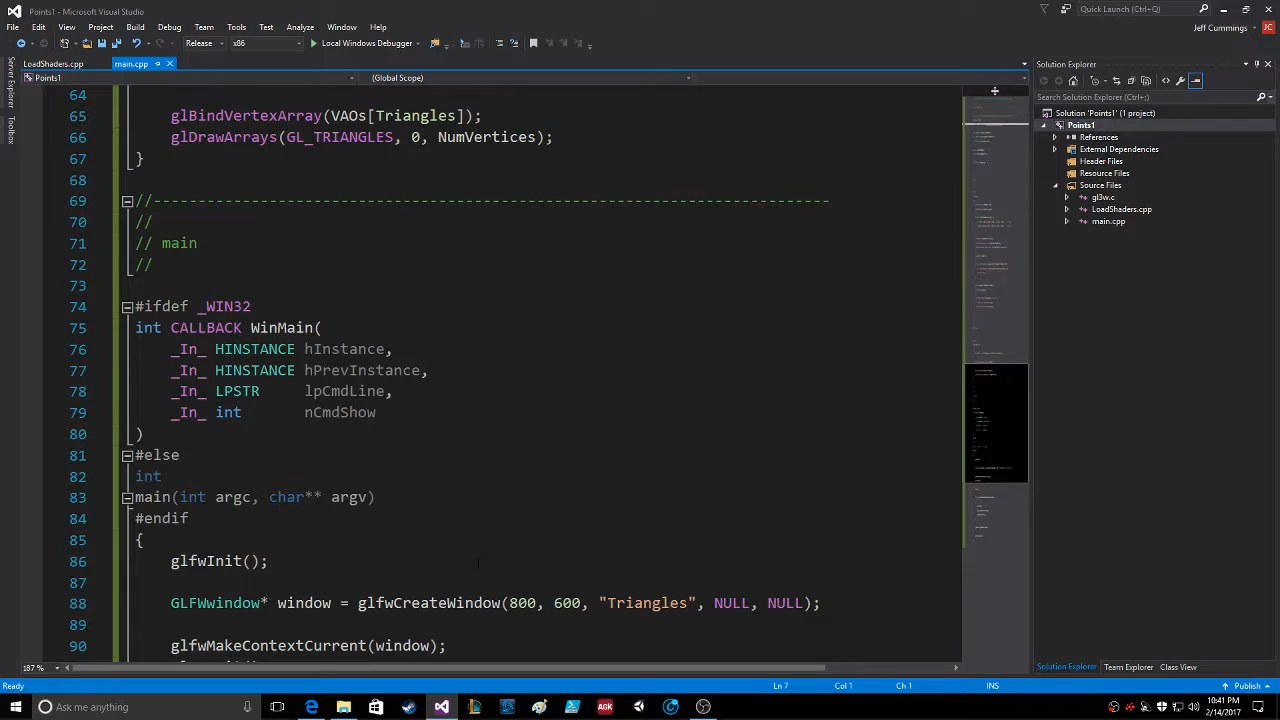 Points1 - Microsoft Visual Studio
Quick Launch (Ctrl+Q)
File Edit View Project Build Debug Team Tools Test Analyze Window Help
Jeff Cummings JC
Release x86 Local Windows Debugger
LoadShaders.cpp main.cpp
Solution Explorer
Points1 (Global Scope)
Server Explorer
Search Solution Explorer (Ctrl+;)
Solution 'Points1' (1 project)
Points1
References
External Dependencies
Header Files
Resource Files
Source Files
gl3w.c
LoadShaders.cpp
main.cpp
64
65 glBindVertexArray(VAOs[Triangles]);
66 glDrawArrays(GL_TRIANGLES, 0, NumVertices);
67 }
68
69 //----------------------------------------------------------------------------
70 //
71 // main
72 //
73
74 #ifdef _WIN32
75 int CALLBACK WinMain(
76 _In_ HINSTANCE hInstance,
77 _In_ HINSTANCE hPrevInstance,
78 _In_ LPSTR lpCmdLine,
79 _In_ int nCmdShow
80 )
81 #else
82 int
83 main(int argc, char** argv)
84 #endif
85 {
86 glfwInit();
87
88 GLFWwindow* window = glfwCreateWindow(800, 600, "Triangles", NULL, NULL);
89
90 glfwMakeContextCurrent(window);
187 %
Solution Explorer Team Explorer Class View
Ready Ln 7 Col 1 Ch 1 INS Publish
Ask me anything
AGK
10:41 PM
2/14/2017